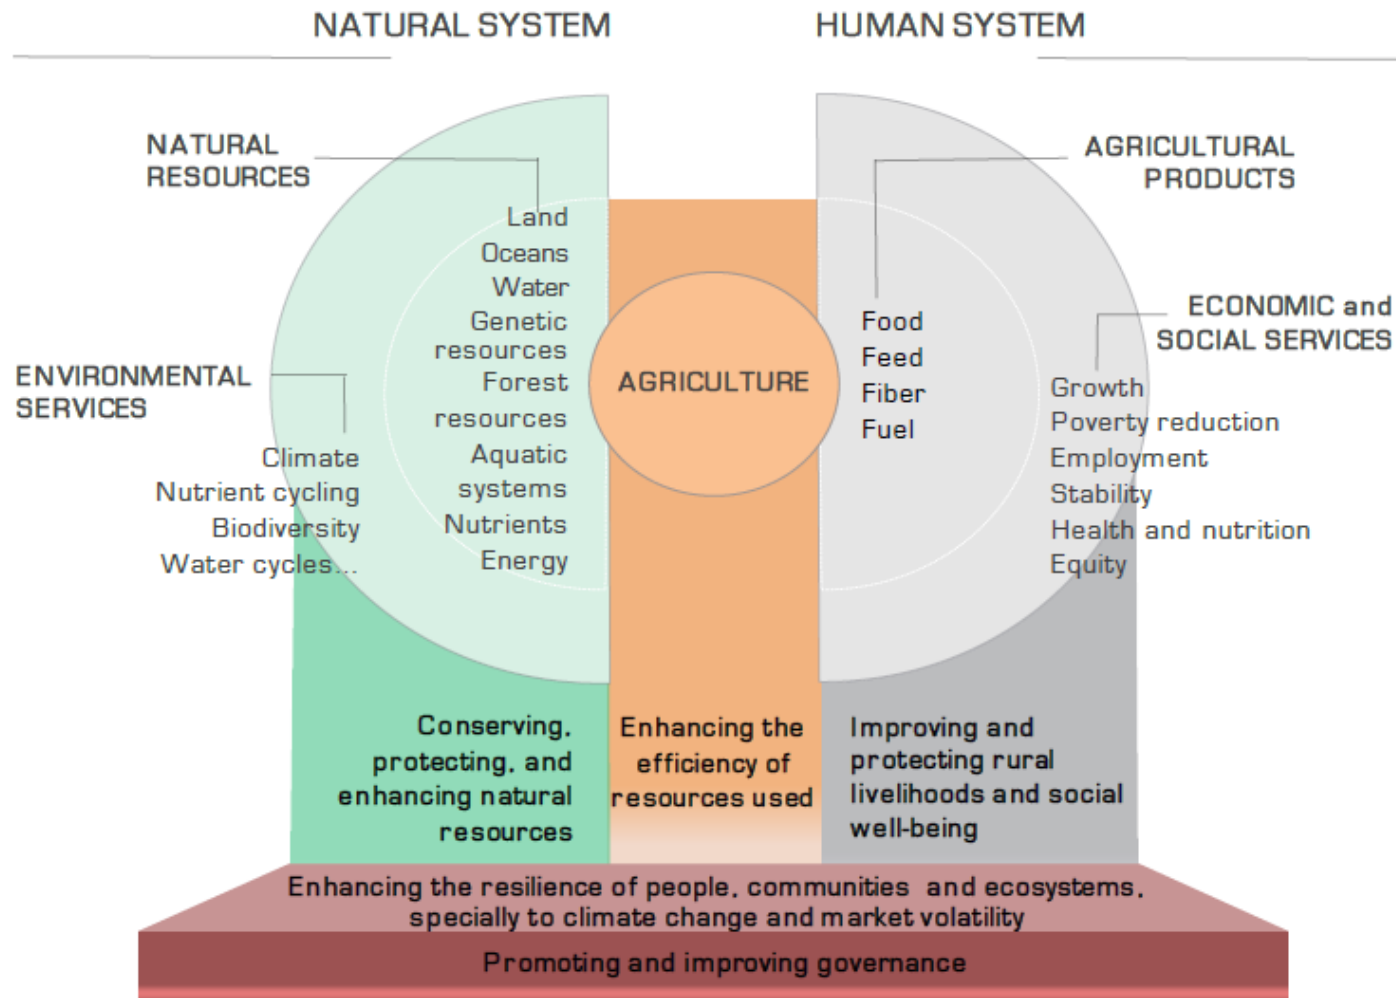 NATURAL SYSTEM
HUMAN SYSTEM
NATURAL
RESOURCES
Land
Oceans
Water
Genetic
resources
Forest
resources
Aquatic
systems
Nutrients
Energy
ENVIRONMENTAL
SERVICES
Climate
Nutrient cycling
Biodiversity
Water cycles...
AGRICULTURE
AGRICULTURAL
PRODUCTS
Food
Feed
Fiber
Fuel
ECONOMIC and
SOCIAL SERVICES
Growth
Poverty reduction
Employment
Stability
Health and nutrition
Equity
Conserving,
protecting, and
enhancing natural
resources
Enhancing the
efficiency of
resources used
Improving and
protecting rural
livelihoods and social
well-being
Enhancing the resilience of people, communities and ecosystems,
specially to climate change and market volatility
Promoting and improving governance